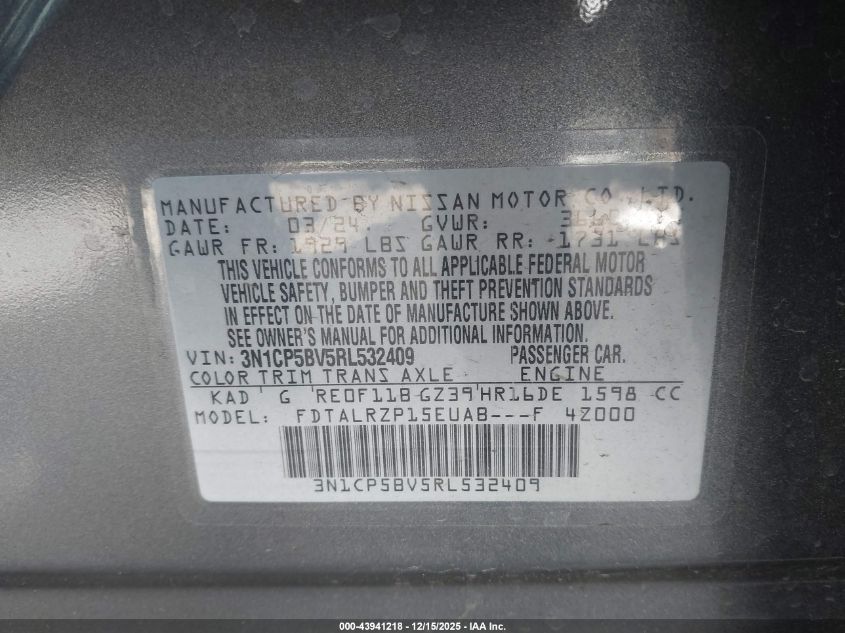 MANUFACTURED BY NISSAN MOTOR CO., LTD.
DATE: 03/24 GVWR:
GAWR FR: 1929 LBS GAWR RR: 1731 LBS
THIS VEHICLE CONFORMS TO ALL APPLICABLE FEDERAL MOTOR
VEHICLE SAFETY, BUMPER AND THEFT PREVENTION STANDARDS
IN EFFECT ON THE DATE OF MANUFACTURE SHOWN ABOVE.
SEE OWNER'S MANUAL FOR ADDITIONAL INFORMATION.
VIN: 3N1CP5BV5RL532409 PASSENGER CAR.
COLOR TRIM TRANS AXLE ENGINE
KAD G RE0F11B GZ39 HR16DE 1598 CC
MODEL: FDTALRZP15EUAB---F 4Z000
3N1CP5BV5RL532409
000-43941218 - 12/15/2025 - IAA Inc.